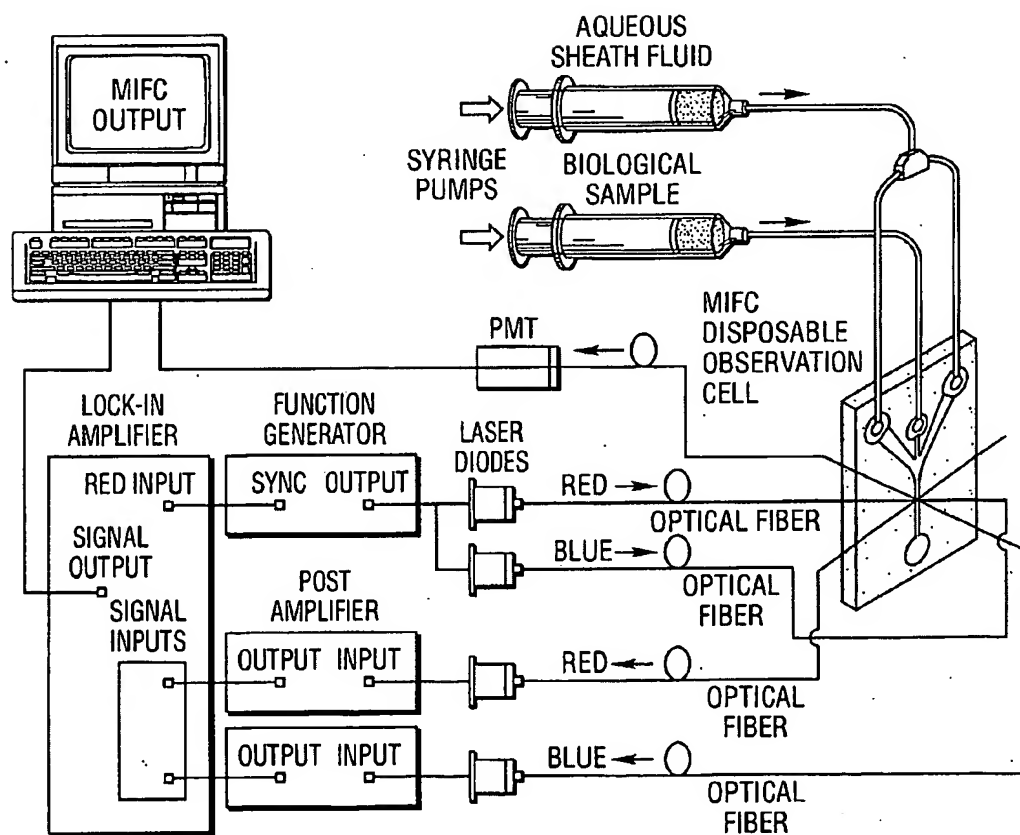 AQUEOUS
SHEATH FLUID
MIFC
OUTPUT
SYRINGE
PUMPS
BIOLOGICAL
SAMPLE
MIFC
DISPOSABLE
OBSERVATION
CELL
PMT
LOCK-IN
AMPLIFIER
FUNCTION
GENERATOR
LASER
DIODES
RED INPUT
SYNC OUTPUT
RED
OPTICAL FIBER
SIGNAL
OUTPUT
BLUE
OPTICAL
FIBER
POST
AMPLIFIER
SIGNAL
INPUTS
OUTPUT INPUT
RED
OPTICAL
FIBER
OUTPUT INPUT
BLUE
OPTICAL
FIBER